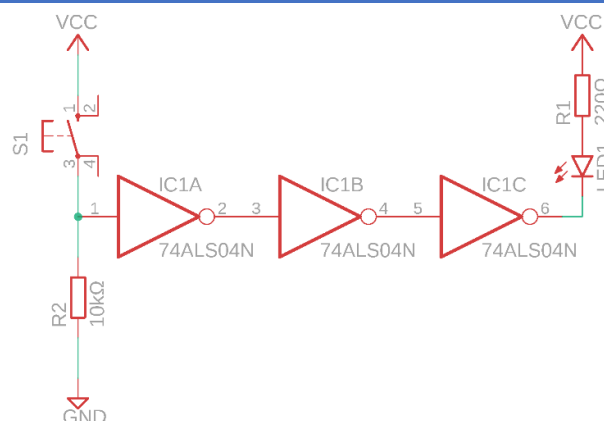 VCC
VCC
1
2
S1
3
4
R1
220Ω
LED1
IC1A
IC1B
IC1C
1
2
3
4
5
6
74ALS04N
74ALS04N
74ALS04N
R2
10kΩ
GND